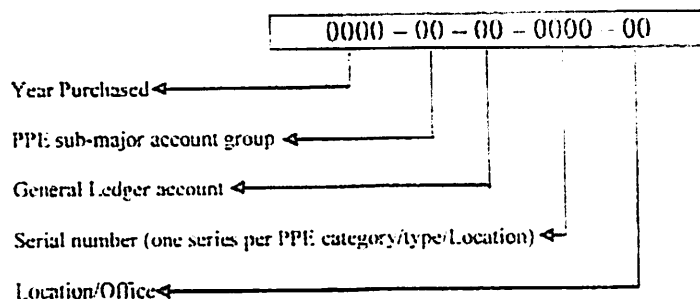 0000 – 00 – 00 – 0000 – 00
Year Purchased
PPE sub-major account group
General Ledger account
Serial number (one series per PPE category/type/Location)
Location/Office